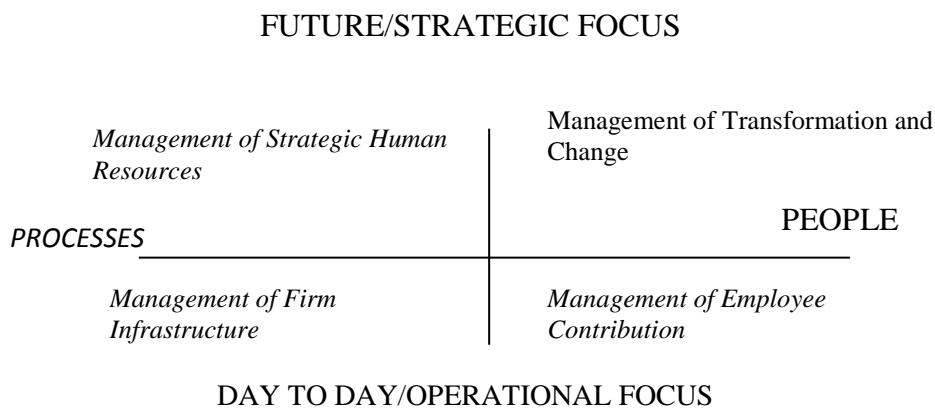 FUTURE/STRATEGIC FOCUS
Management of Strategic Human
Resources
Management of Transformation and
Change
PROCESSES
PEOPLE
Management of Firm
Infrastructure
Management of Employee
Contribution
DAY TO DAY/OPERATIONAL FOCUS